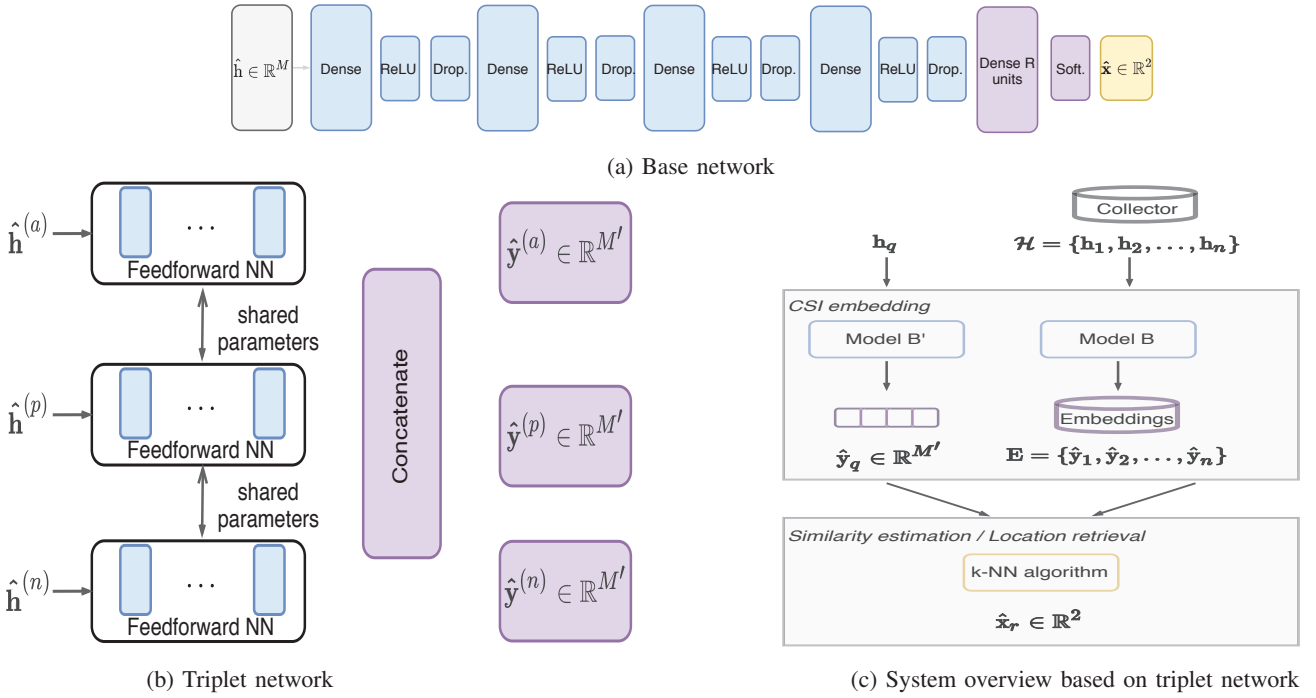 ĥ ∈ ℝ^M Dense ReLU Drop. Dense ReLU Drop. Dense ReLU Drop. Dense ReLU Drop. Dense R units Soft. x̂ ∈ ℝ^2
(a) Base network
ĥ^(a)
...
Feedforward NN
shared
parameters
ĥ^(p)
...
Feedforward NN
shared
parameters
ĥ^(n)
...
Feedforward NN
Concatenate
ŷ^(a) ∈ ℝ^M′
ŷ^(p) ∈ ℝ^M′
ŷ^(n) ∈ ℝ^M′
(b) Triplet network
Collector
h_q
𝓗 = {h_1, h_2, . . . , h_n}
CSI embedding
Model B'
Model B
Embeddings
ŷ_q ∈ ℝ^M′
E = {ŷ_1, ŷ_2, . . . , ŷ_n}
Similarity estimation / Location retrieval
k-NN algorithm
x̂_r ∈ ℝ^2
(c) System overview based on triplet network